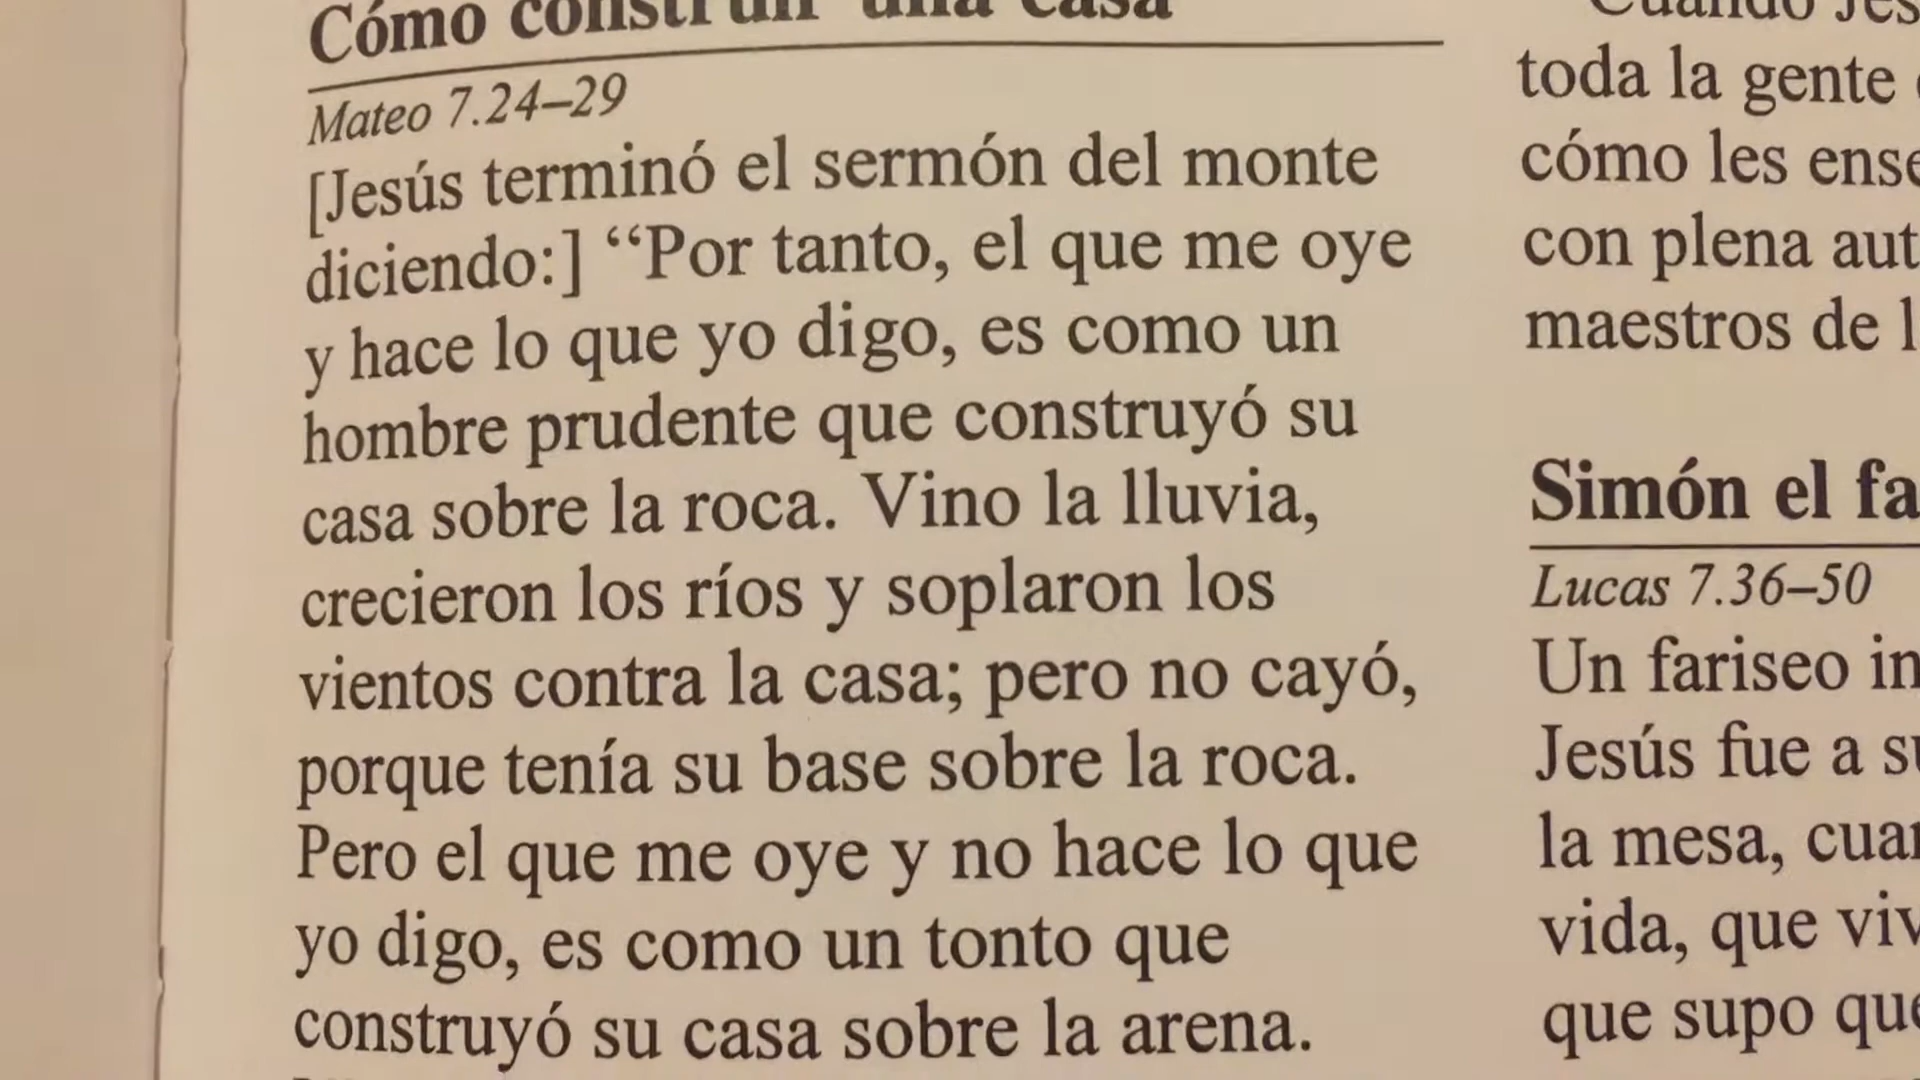 Cómo construir una casa
Mateo 7.24–29
[Jesús terminó el sermón del monte
diciendo:] “Por tanto, el que me oye
y hace lo que yo digo, es como un
hombre prudente que construyó su
casa sobre la roca. Vino la lluvia,
crecieron los ríos y soplaron los
vientos contra la casa; pero no cayó,
porque tenía su base sobre la roca.
Pero el que me oye y no hace lo que
yo digo, es como un tonto que
construyó su casa sobre la arena.
Cuando
toda la gente
cómo les
con plena
maestros de
Simón el
Lucas 7.36–50
Un fariseo
Jesús fue a
la mesa,
vida, que
que supo